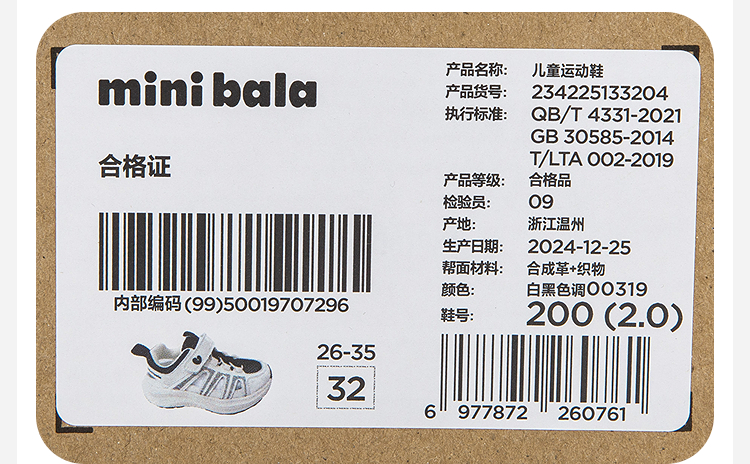 mini bala
合格证
内部编码(99)50019707296
26-35
32
产品名称: 儿童运动鞋
产品货号: 234225133204
执行标准: QB/T 4331-2021
GB 30585-2014
T/LTA 002-2019
产品等级: 合格品
检验员: 09
产地: 浙江温州
生产日期: 2024-12-25
帮面材料: 合成革+织物
颜色: 白黑色调00319
鞋号: 200 (2.0)
6 977872 260761